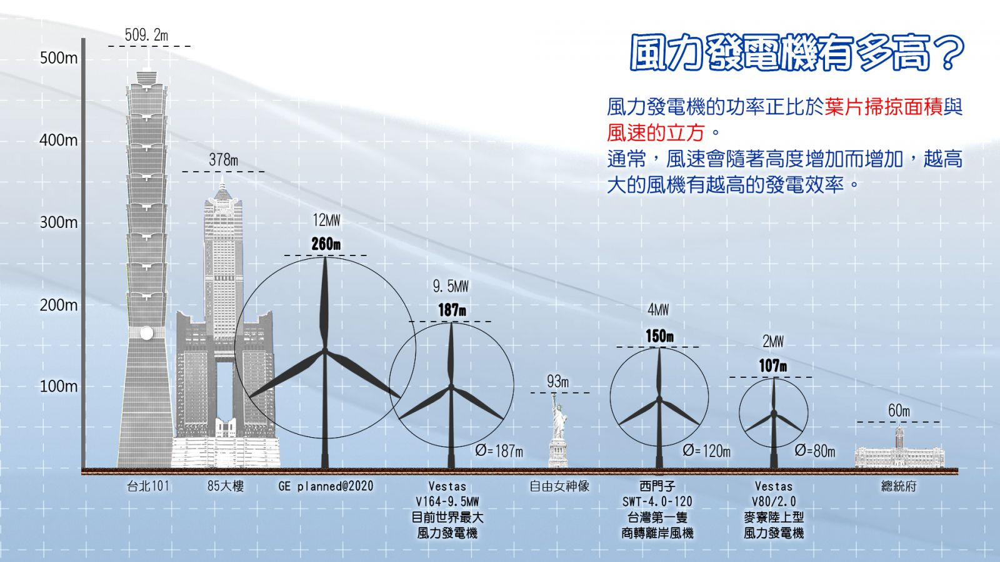 風力發電機有多高？
風力發電機的功率正比於葉片掃掠面積與
風速的立方。
通常，風速會隨著高度增加而增加，越高
大的風機有越高的發電效率。
500m
400m
300m
200m
100m
509.2m
378m
12MW
260m
9.5MW
187m
Ø=187m
93m
4MW
150m
Ø=120m
2MW
107m
Ø=80m
60m
台北101
85大樓
GE planned@2020
Vestas
V164-9.5MW
目前世界最大
風力發電機
自由女神像
西門子
SWT-4.0-120
台灣第一隻
商轉離岸風機
Vestas
V80/2.0
麥寮陸上型
風力發電機
總統府